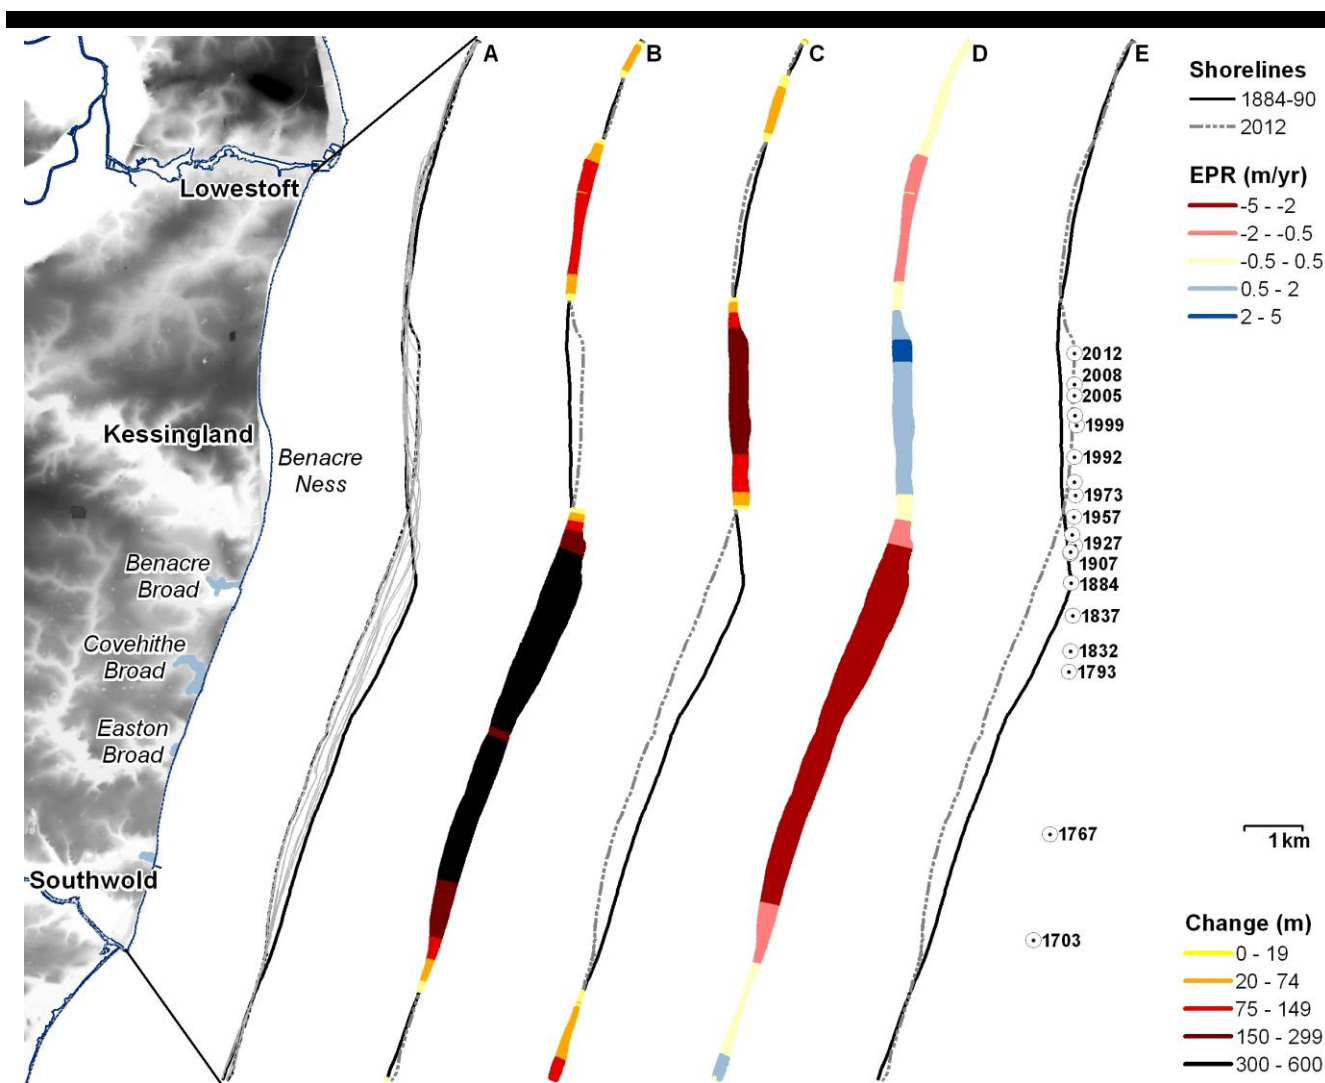 A
B
C
D
E
Shorelines
1884-90
2012
EPR (m/yr)
-5 - -2
-2 - -0.5
-0.5 - 0.5
0.5 - 2
2 - 5
Lowestoft
Kessingland
Benacre
Ness
Benacre
Broad
Covehithe
Broad
Easton
Broad
Southwold
2012
2008
2005
1999
1992
1973
1957
1927
1907
1884
1837
1832
1793
1767
1703
1 km
Change (m)
0 - 19
20 - 74
75 - 149
150 - 299
300 - 600